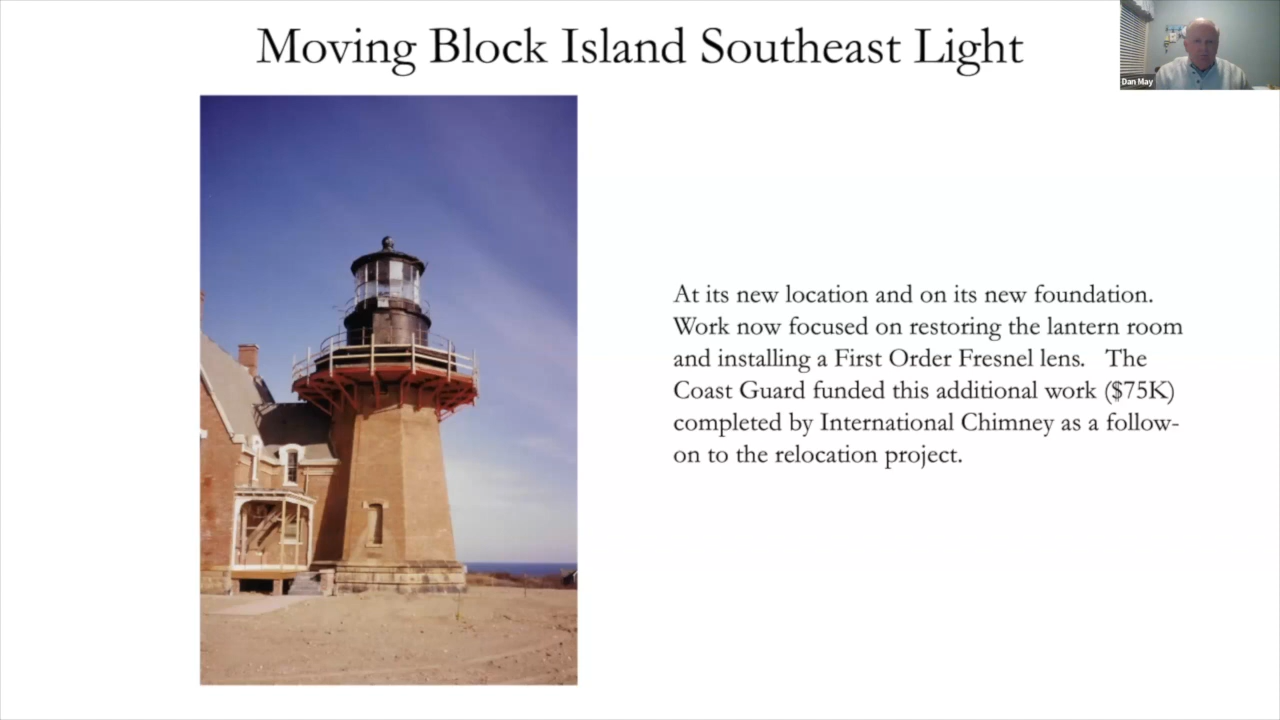 Moving Block Island Southeast Light
Dan May
At its new location and on its new foundation.
Work now focused on restoring the lantern room
and installing a First Order Fresnel lens.   The
Coast Guard funded this additional work ($75K)
completed by International Chimney as a follow-
on to the relocation project.